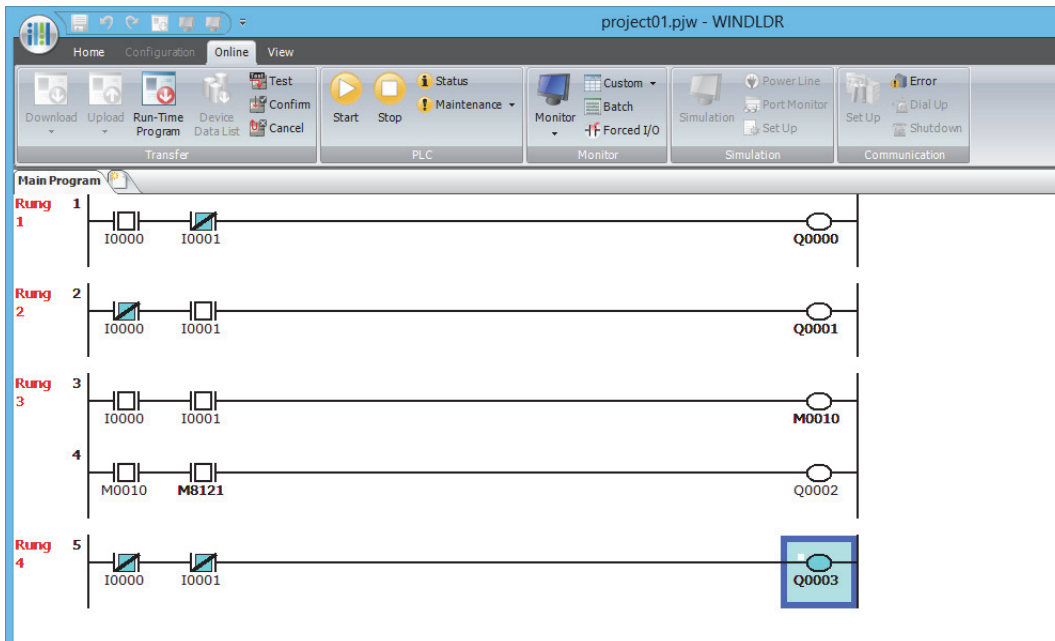 project01.pjw - WINDLDR
Home Configuration Online View
Download Upload Run-Time Program Device Data List Test Confirm Cancel
Transfer
Start Stop Status Maintenance
PLC
Monitor Custom Batch Forced I/O
Monitor
Simulation Power Line Port Monitor Set Up
Simulation
Set Up Error Dial Up Shutdown
Communication
Main Program
Rung 1 1
I0000 I0001 Q0000
Rung 2 2
I0000 I0001 Q0001
Rung 3 3
I0000 I0001 M0010
4
M0010 M8121 Q0002
Rung 4 5
I0000 I0001 Q0003